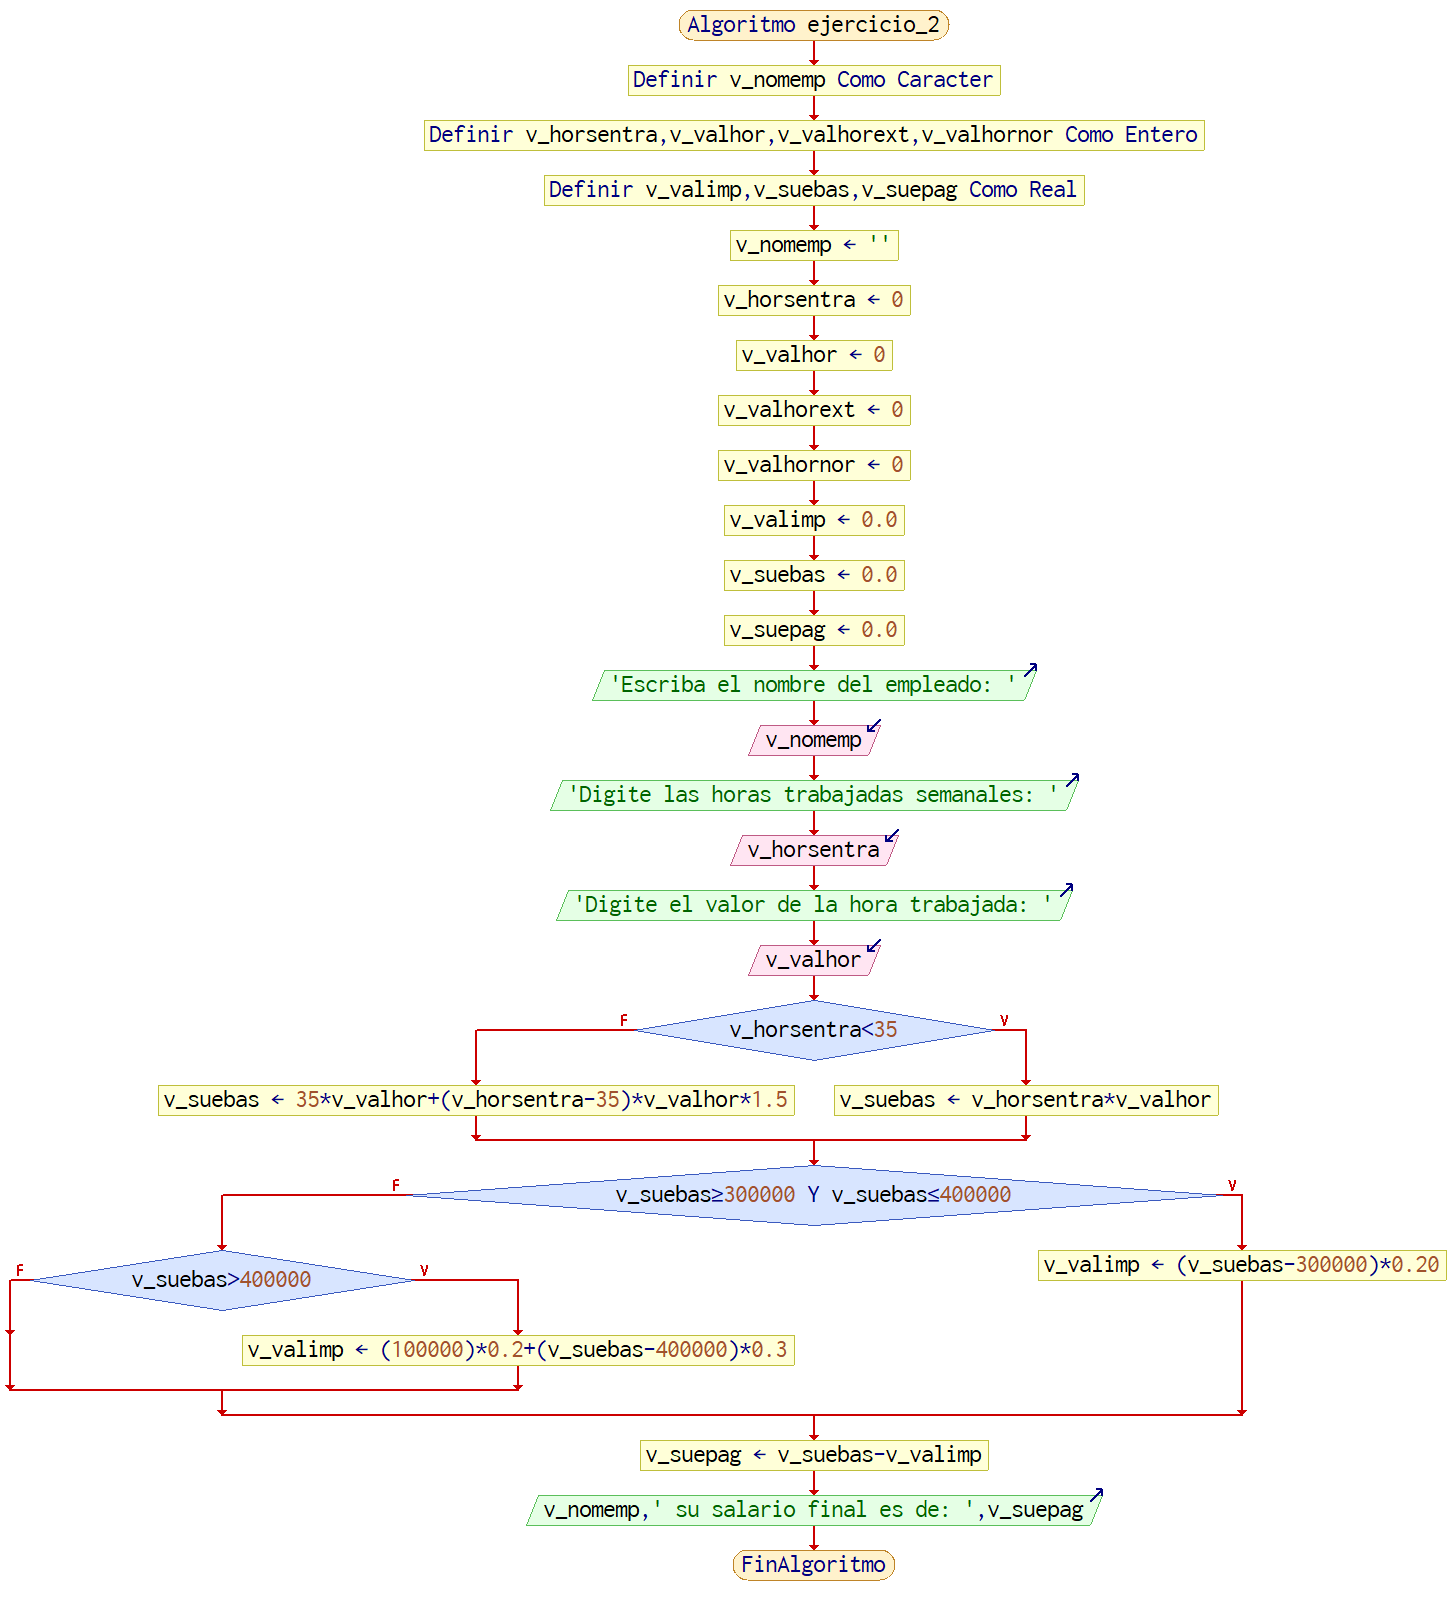 Algoritmo ejercicio_2
Definir v_nomemp Como Caracter
Definir v_horsentra,v_valhor,v_valhorext,v_valhornor Como Entero
Definir v_valimp,v_suebas,v_suepag Como Real
v_nomemp ← ''
v_horsentra ← 0
v_valhor ← 0
v_valhorext ← 0
v_valhornor ← 0
v_valimp ← 0.0
v_suebas ← 0.0
v_suepag ← 0.0
'Escriba el nombre del empleado: '
v_nomemp
'Digite las horas trabajadas semanales: '
v_horsentra
'Digite el valor de la hora trabajada: '
v_valhor
F
v_horsentra<35
V
v_suebas ← 35*v_valhor+(v_horsentra-35)*v_valhor*1.5
v_suebas ← v_horsentra*v_valhor
F
v_suebas≥300000 Y v_suebas≤400000
V
F
v_suebas>400000
V
v_valimp ← (v_suebas-300000)*0.20
v_valimp ← (100000)*0.2+(v_suebas-400000)*0.3
v_suepag ← v_suebas-v_valimp
v_nomemp,' su salario final es de: ',v_suepag
FinAlgoritmo